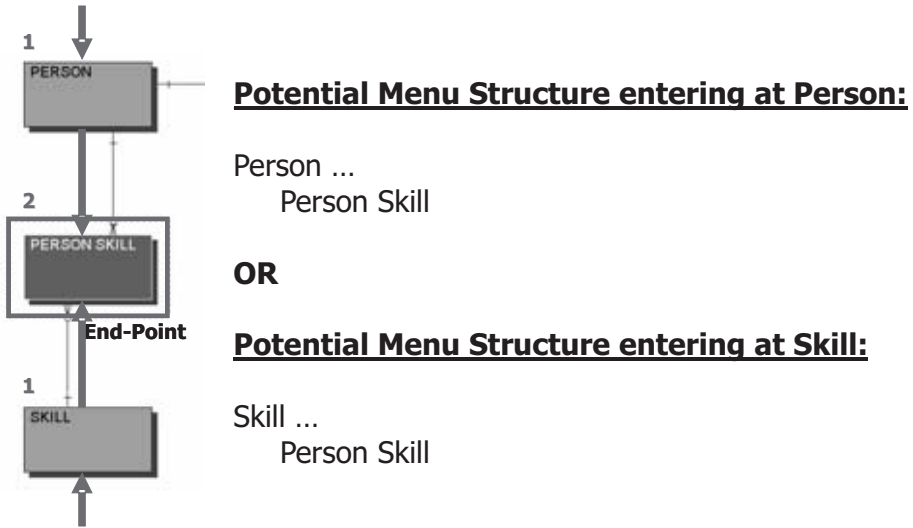 1
PERSON
2
PERSON SKILL
End-Point
1
SKILL
Potential Menu Structure entering at Person:
Person ...
Person Skill
OR
Potential Menu Structure entering at Skill:
Skill ...
Person Skill